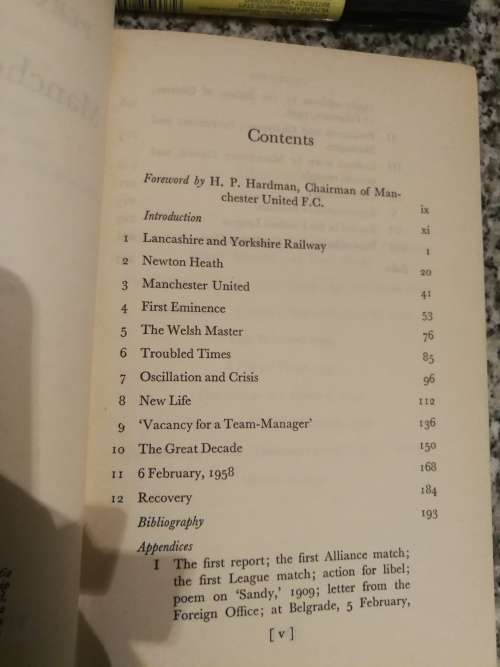 Contents
Foreword by H. P. Hardman, Chairman of Man-
chester United F.C. ix
Introduction xi
1 Lancashire and Yorkshire Railway 1
2 Newton Heath 20
3 Manchester United 41
4 First Eminence 53
5 The Welsh Master 76
6 Troubled Times 85
7 Oscillation and Crisis 96
8 New Life 112
9 ‘Vacancy for a Team-Manager’ 136
10 The Great Decade 150
11 6 February, 1958 168
12 Recovery 184
Bibliography 193
Appendices
I The first report; the first Alliance match;
the first League match; action for libel;
poem on ‘Sandy,’ 1909; letter from the
Foreign Office; at Belgrade, 5 February,
[ v ]